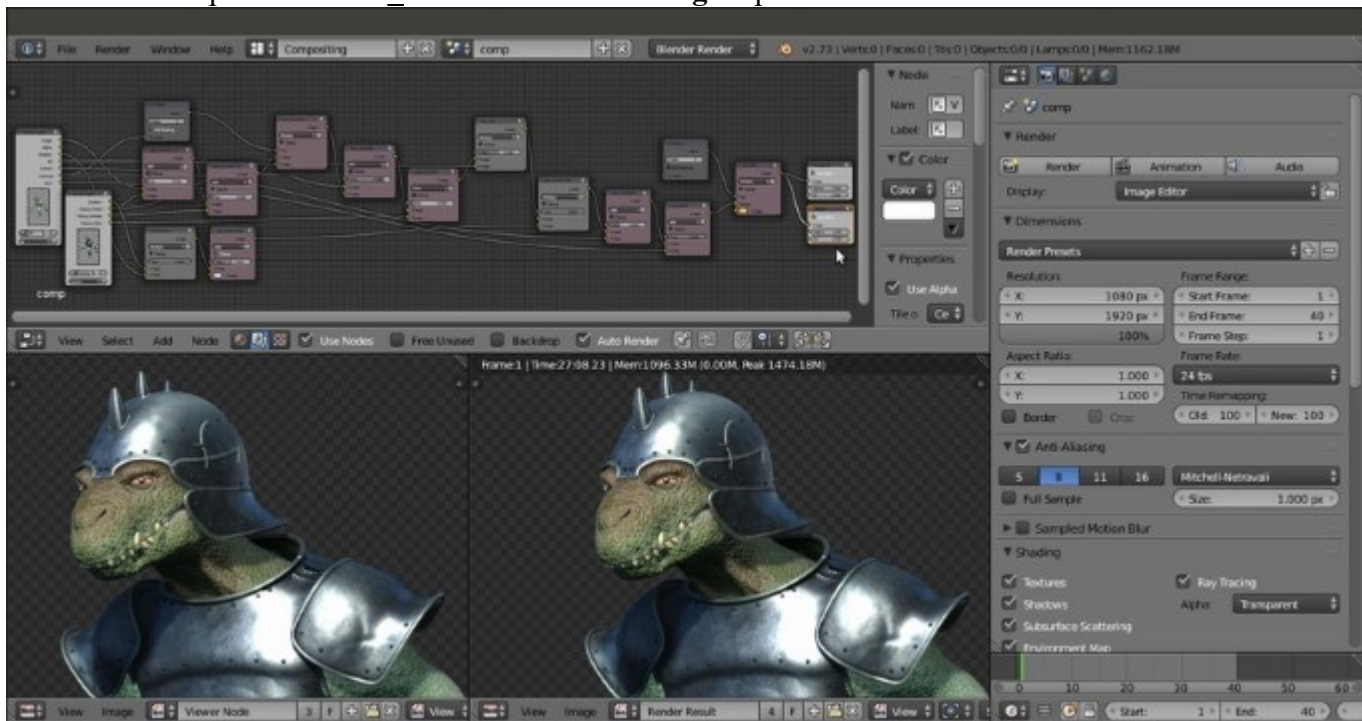 File Render Window Help Compositing comp Blender Render v2.73 | Verts:0 | Faces:0 | Tris:0 | Objects:0/0 | Lamps:0/0 | Mem:1162.18M
Node
Nam
Label:
Color
Color
Properties
Use Alpha
Tile o Ce
comp
View Select Add Node Use Nodes Free Unused Backdrop Auto Render
Frame:1 | Time:27:08.23 | Mem:1096.33M (0.00M, Peak 1474.18M)
View Image Viewer Node 3 F View
View Image Render Result 4 F View
comp
Render
Render Animation Audio
Display: Image Editor
Dimensions
Render Presets
Resolution: Frame Range:
X: 1080 px Start Frame: 1
Y: 1920 px End Frame: 40
100% Frame Step: 1
Aspect Ratio: Frame Rate:
X: 1.000 24 fps
Y: 1.000 Time Remapping:
Border Crop Old: 100 New: 100
Anti-Aliasing
5 8 11 16 Mitchell-Netravali
Full Sample Size: 1.000 px
Sampled Motion Blur
Shading
Textures Ray Tracing
Shadows Alpha: Transparent
Subsurface Scattering
Environment Map
0 10 20 30 40 50 60
Start: 1 End: 40